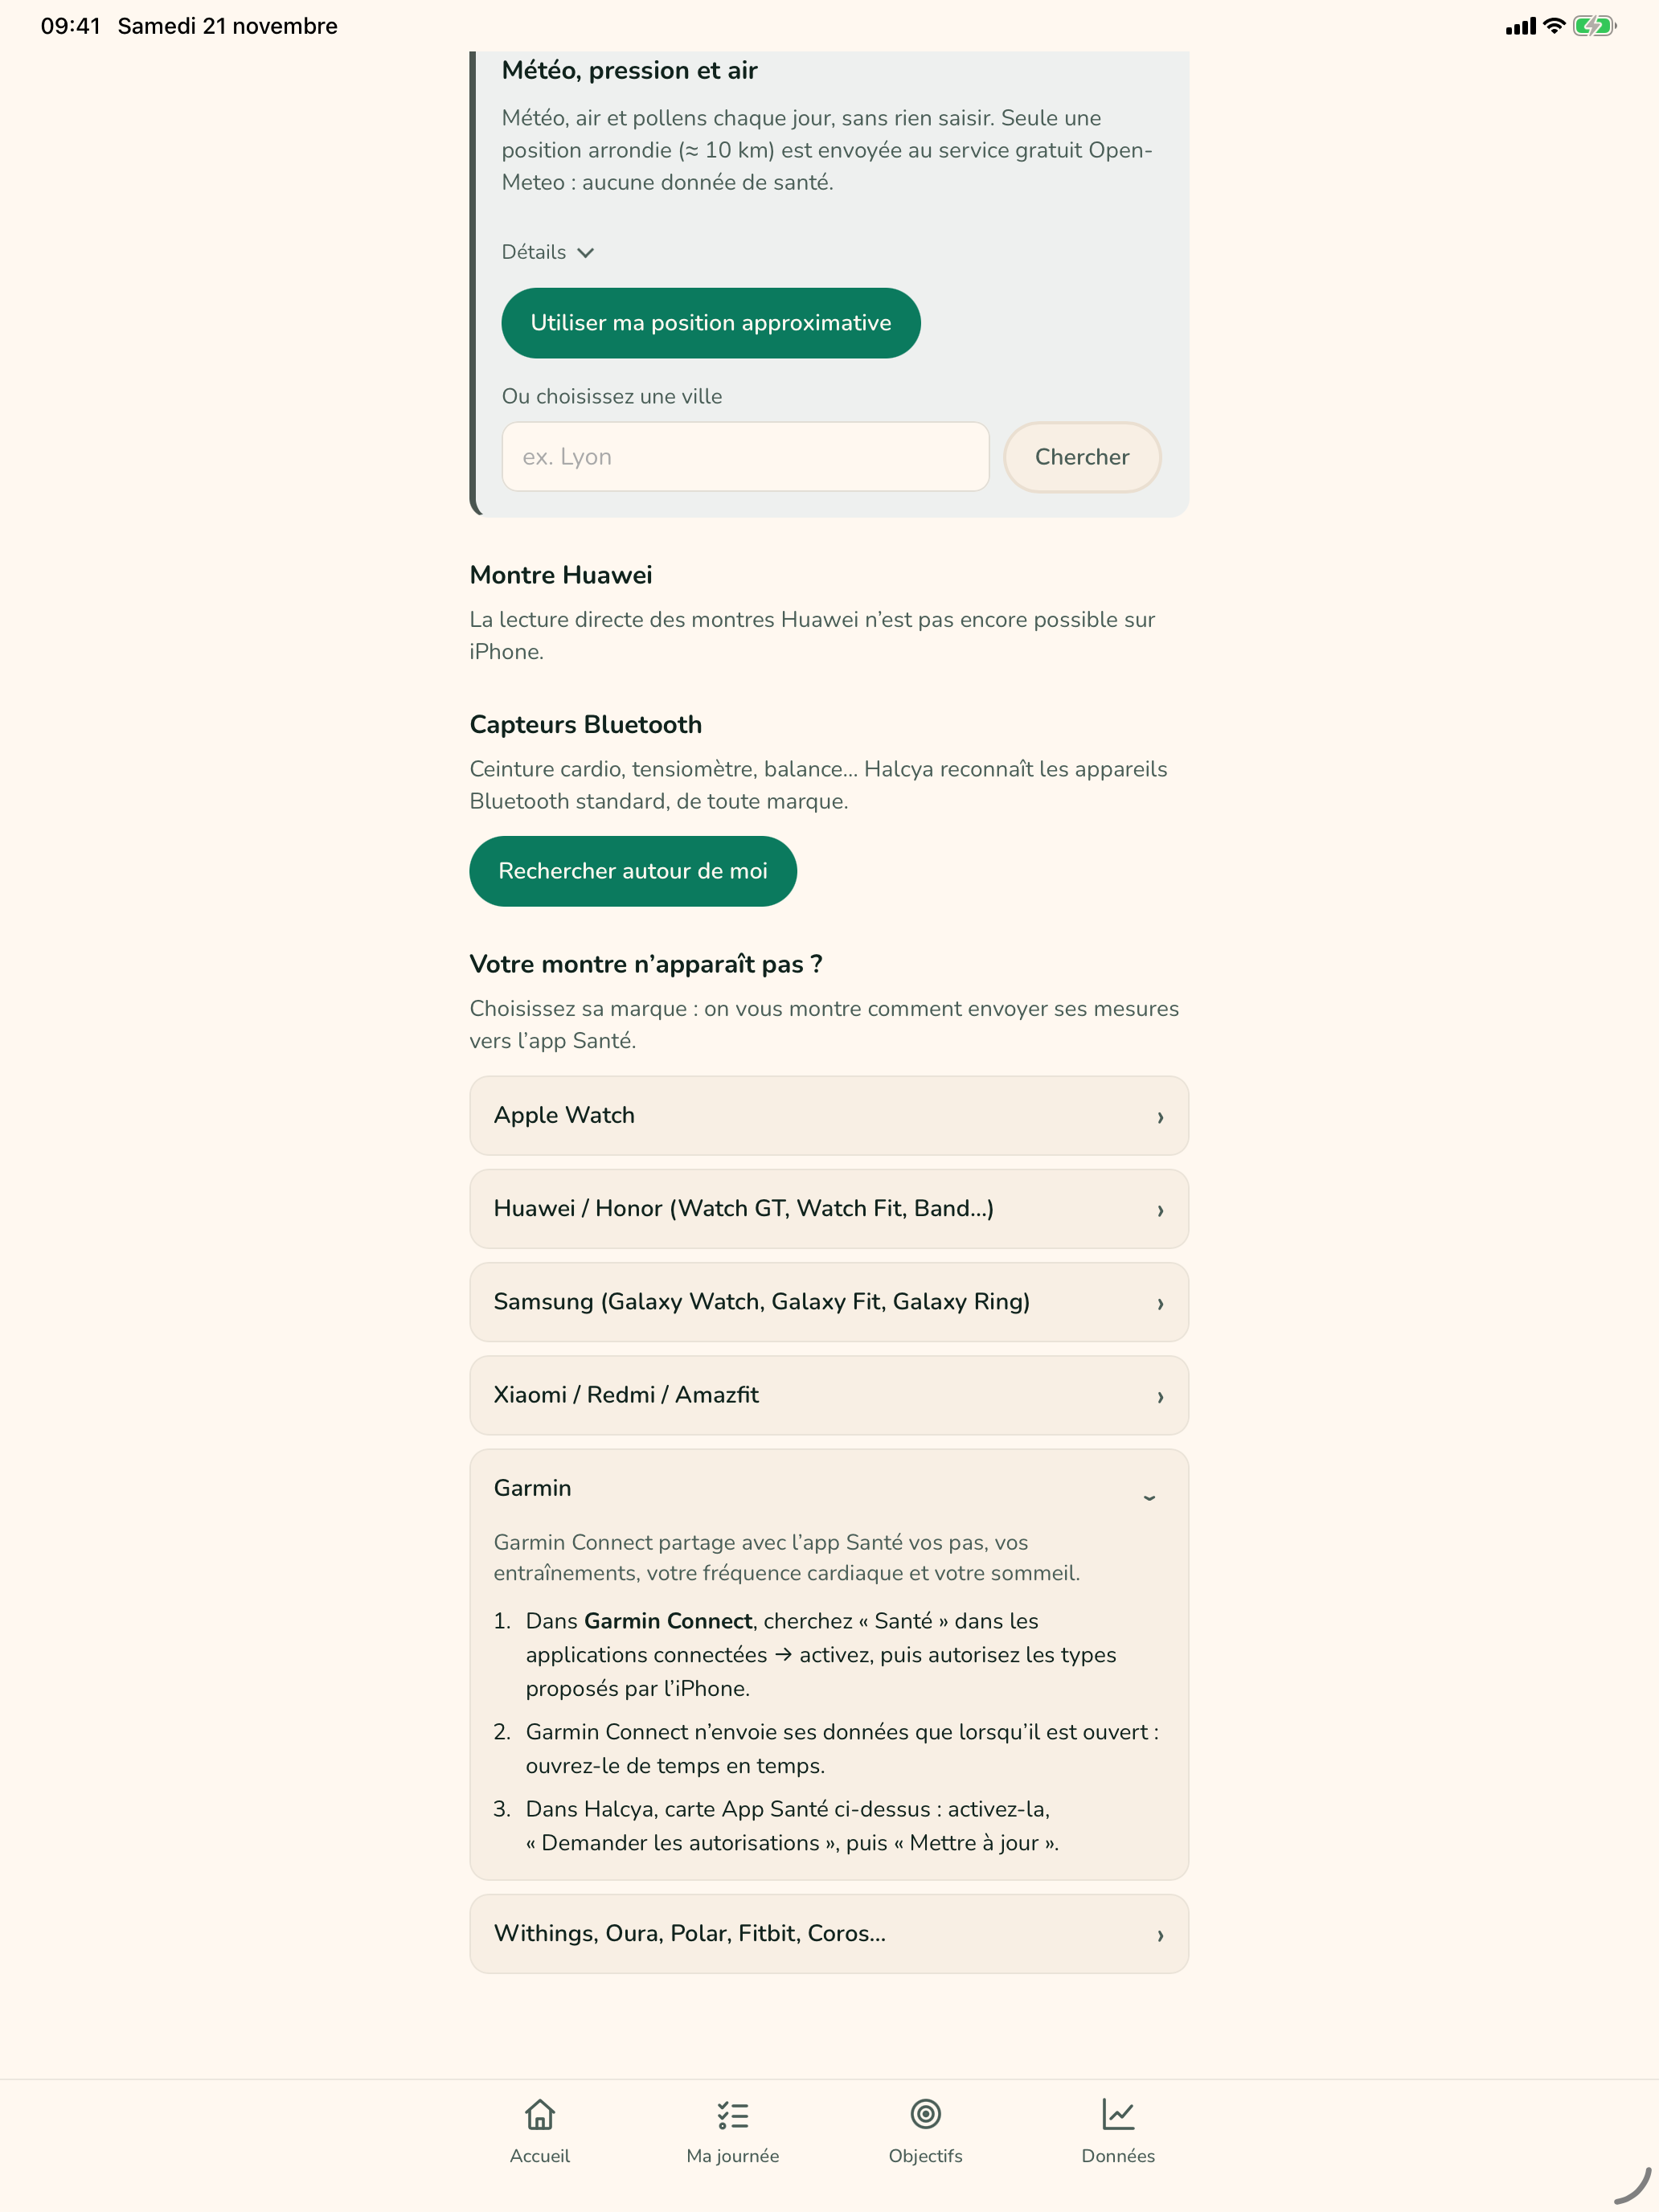 09:41 Samedi 21 novembre
Météo, pression et air
Météo, air et pollens chaque jour, sans rien saisir. Seule une
position arrondie (≈ 10 km) est envoyée au service gratuit Open-
Meteo : aucune donnée de santé.
Détails
Utiliser ma position approximative
Ou choisissez une ville
ex. Lyon
Chercher
Montre Huawei
La lecture directe des montres Huawei n’est pas encore possible sur
iPhone.
Capteurs Bluetooth
Ceinture cardio, tensiomètre, balance… Halcya reconnaît les appareils
Bluetooth standard, de toute marque.
Rechercher autour de moi
Votre montre n’apparaît pas ?
Choisissez sa marque : on vous montre comment envoyer ses mesures
vers l’app Santé.
Apple Watch
Huawei / Honor (Watch GT, Watch Fit, Band…)
Samsung (Galaxy Watch, Galaxy Fit, Galaxy Ring)
Xiaomi / Redmi / Amazfit
Garmin
Garmin Connect partage avec l’app Santé vos pas, vos
entraînements, votre fréquence cardiaque et votre sommeil.
1. Dans Garmin Connect, cherchez « Santé » dans les
applications connectées → activez, puis autorisez les types
proposés par l’iPhone.
2. Garmin Connect n’envoie ses données que lorsqu’il est ouvert :
ouvrez-le de temps en temps.
3. Dans Halcya, carte App Santé ci-dessus : activez-la,
« Demander les autorisations », puis « Mettre à jour ».
Withings, Oura, Polar, Fitbit, Coros…
Accueil
Ma journée
Objectifs
Données